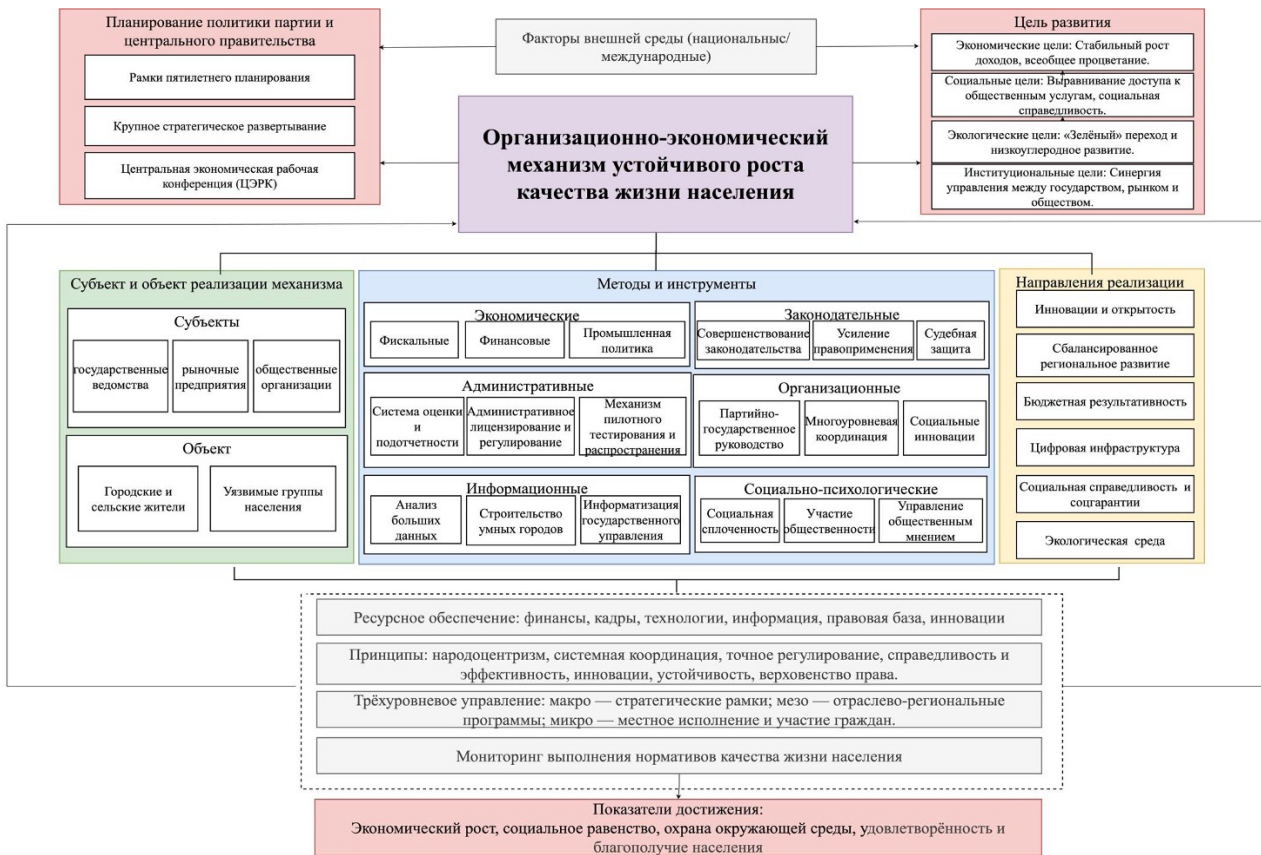 Планирование политики партии и
центрального правительства
Рамки пятилетнего планирования
Крупное стратегическое развертывание
Центральная экономическая рабочая
конференция (ЦЭРК)
Факторы внешней среды (национальные/
международные)
Цель развития
Экономические цели: Стабильный рост
доходов, всеобщее процветание.
Социальные цели: Выравнивание доступа к
общественным услугам, социальная
справедливость.
Экологические цели: «Зелёный» переход и
низкоуглеродное развитие.
Институциональные цели: Синергия
управления между государством, рынком и
обществом.
Организационно-экономический
механизм устойчивого роста
качества жизни населения
Субъект и объект реализации механизма
Субъекты
государственные
ведомства
рыночные
предприятия
общественные
организации
Объект
Городские и
сельские жители
Уязвимые группы
населения
Методы и инструменты
Экономические
Фискальные
Финансовые
Промышленная
политика
Законодательные
Совершенствование
законодательства
Усиление
правоприменения
Судебная
защита
Административные
Система оценки
и
подотчетности
Административное
лицензирование и
регулирование
Механизм
пилотного
тестирования и
распространения
Организационные
Партийно-
государственное
руководство
Многоуровневая
координация
Социальные
инновации
Информационные
Анализ
больших
данных
Строительство
умных городов
Информатизация
государственного
управления
Социально-психологические
Социальная
сплоченность
Участие
общественности
Управление
общественным
мнением
Направления реализации
Инновации и открытость
Сбалансированное
региональное развитие
Бюджетная результативность
Цифровая инфраструктура
Социальная справедливость и
соцгарантии
Экологическая среда
Ресурсное обеспечение: финансы, кадры, технологии, информация, правовая база, инновации
Принципы: народоцентризм, системная координация, точное регулирование, справедливость и
эффективность, инновации, устойчивость, верховенство права.
Трёхуровневое управление: макро — стратегические рамки; мезо — отраслево-региональные
программы; микро — местное исполнение и участие граждан.
Мониторинг выполнения нормативов качества жизни населения
Показатели достижения:
Экономический рост, социальное равенство, охрана окружающей среды, удовлетворённость и
благополучие населения